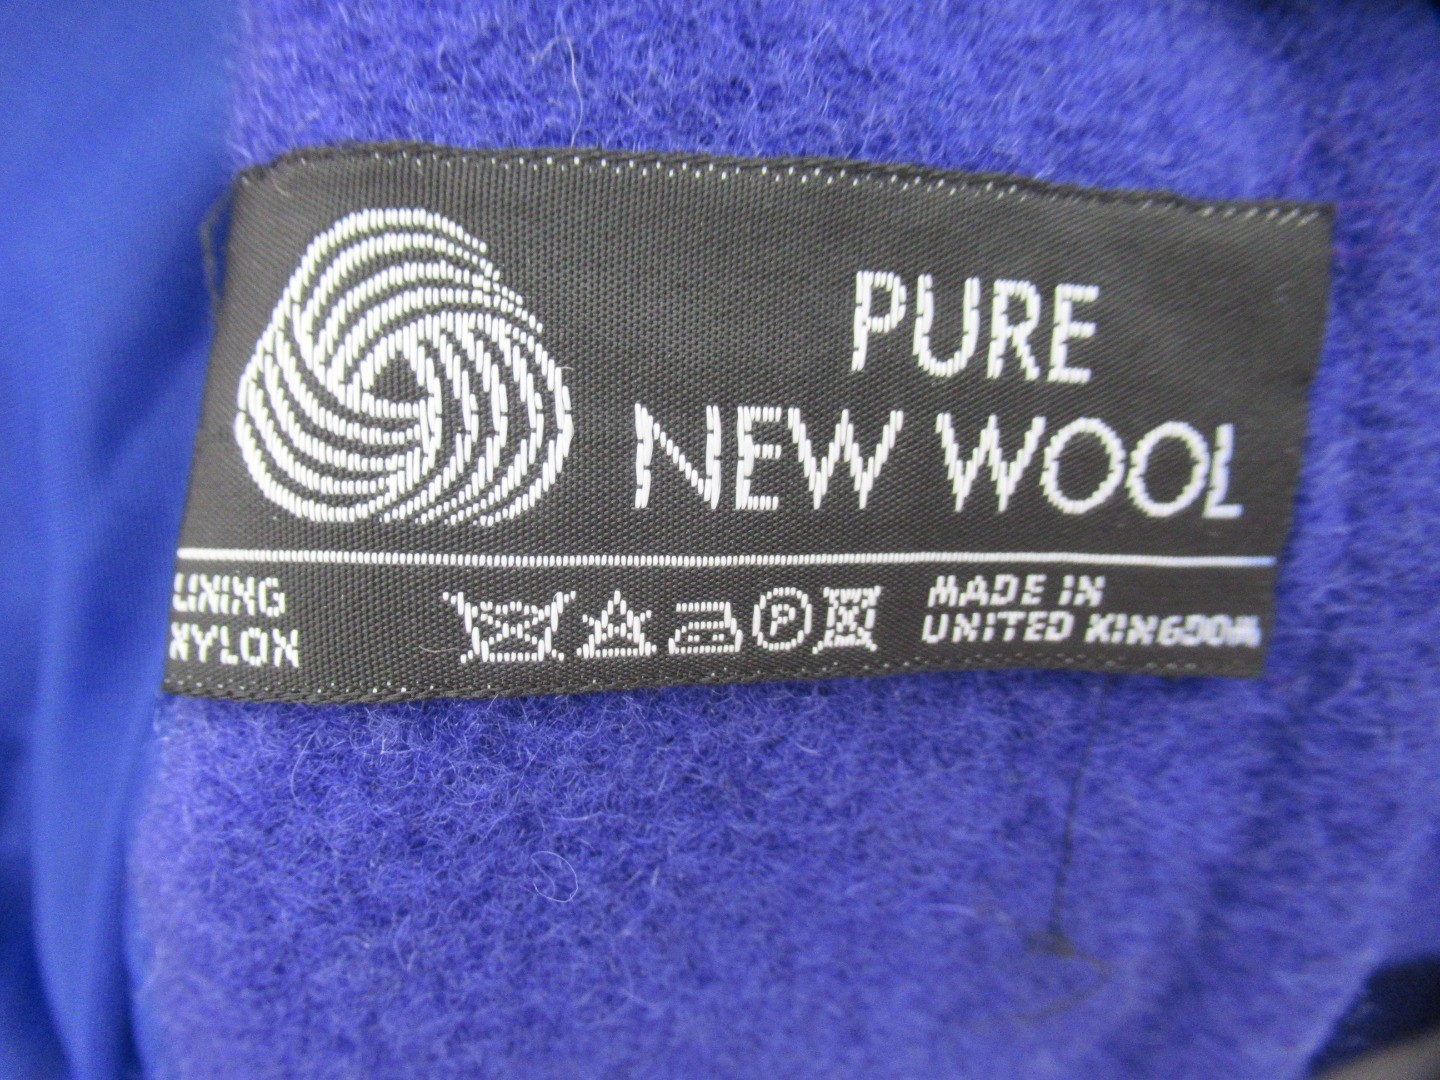 PURE
NEW WOOL
LINING
NYLON
P
MADE IN
UNITED KINGDOM